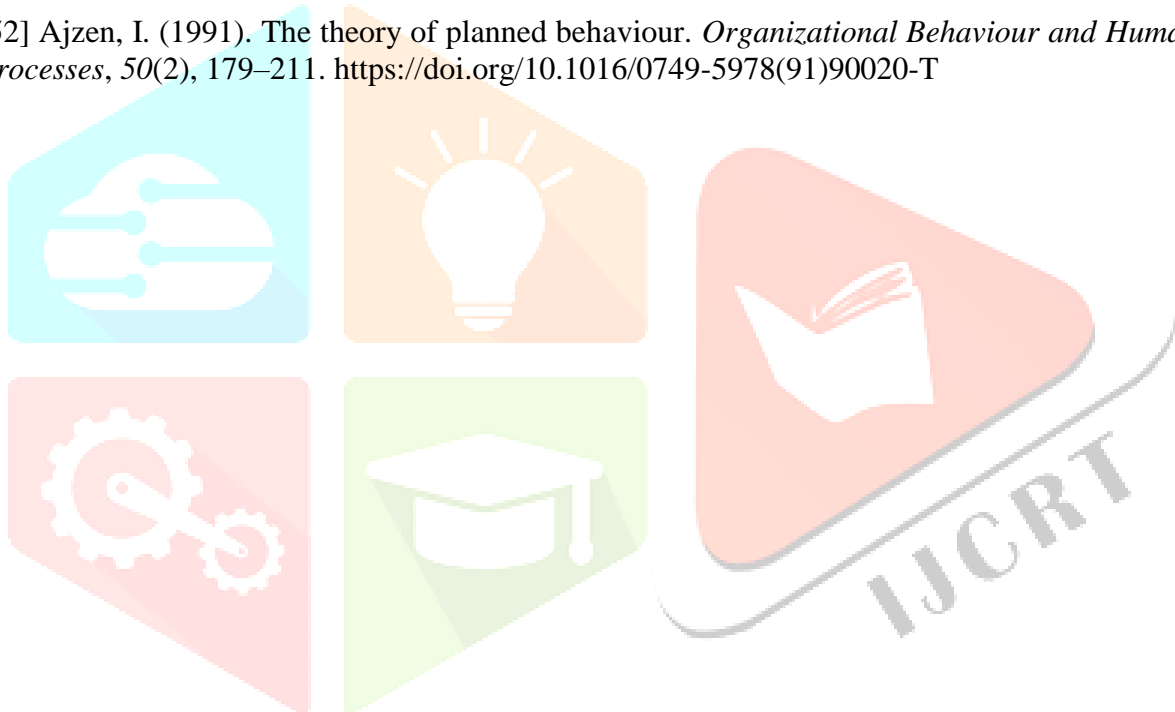 52] Ajzen, I. (1991). The theory of planned behaviour. Organizational Behaviour and Huma
rocesses, 50(2), 179–211. https://doi.org/10.1016/0749-5978(91)90020-T
IJCRT